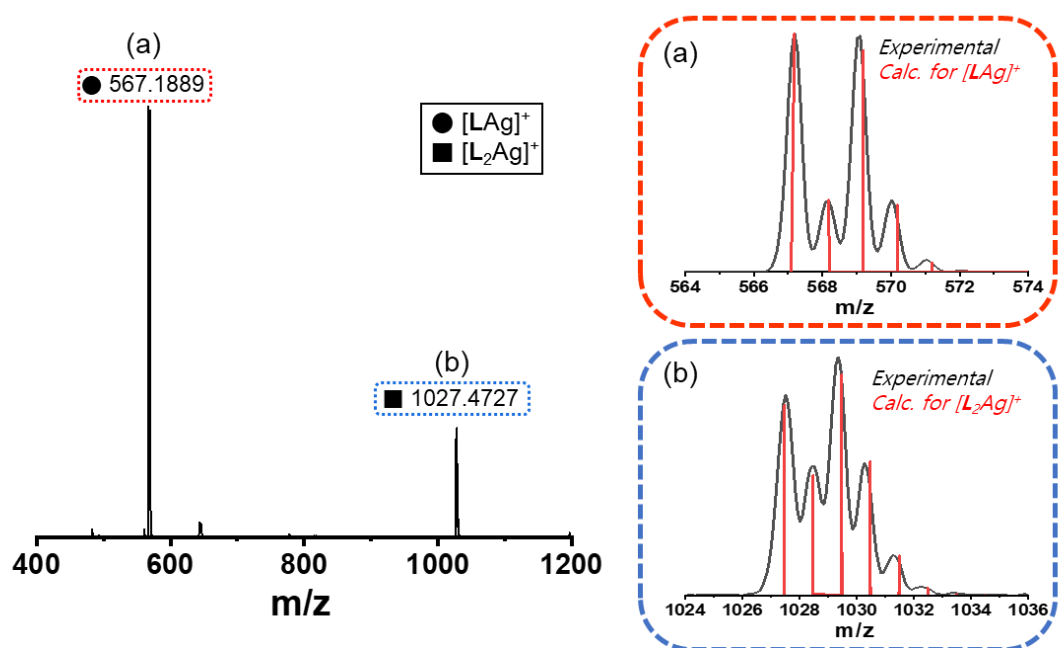 (a)
● 567.1889
● [LAg]⁺
■ [L₂Ag]⁺
(b)
■ 1027.4727
400 600 800 1000 1200
m/z
(a)
Experimental
Calc. for [LAg]⁺
564 566 568 570 572 574
m/z
(b)
Experimental
Calc. for [L₂Ag]⁺
1024 1026 1028 1030 1032 1034 1036
m/z